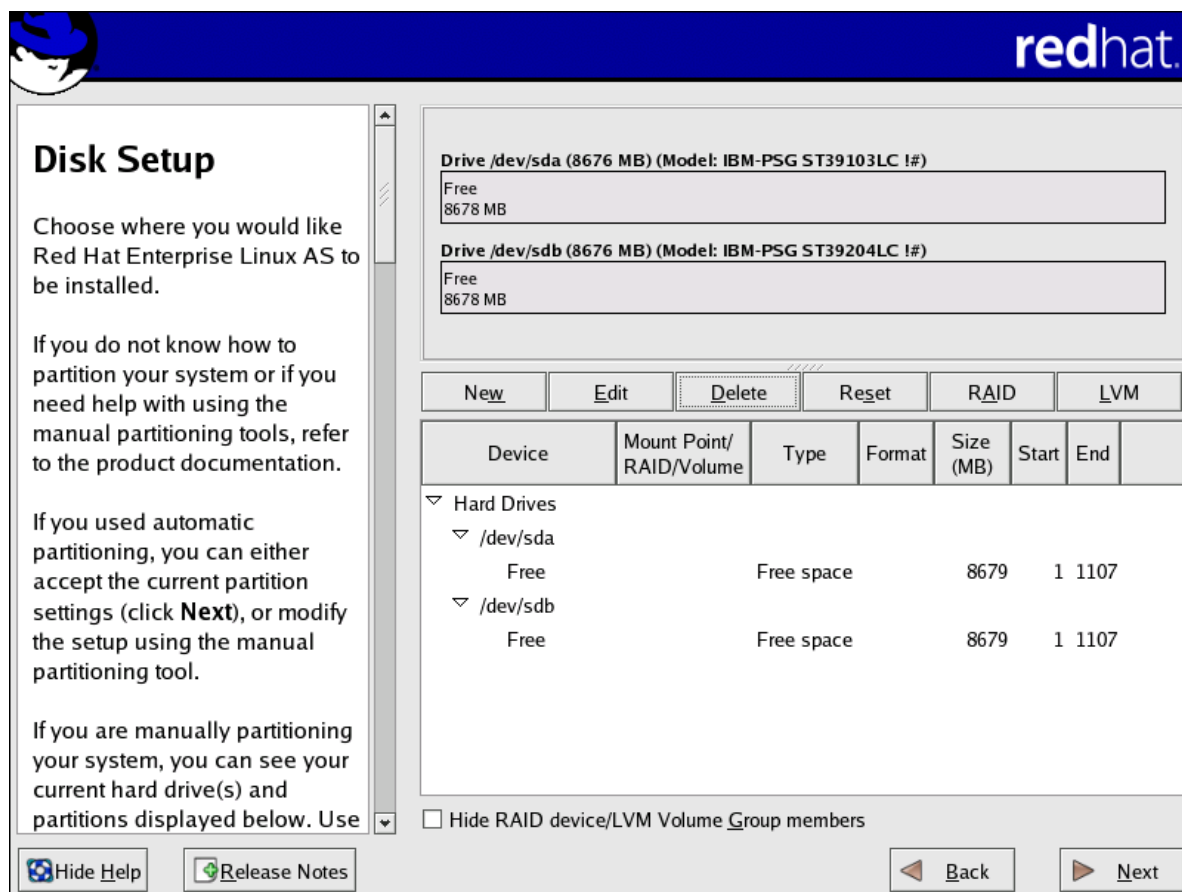 redhat.
Disk Setup
Choose where you would like
Red Hat Enterprise Linux AS to
be installed.
If you do not know how to
partition your system or if you
need help with using the
manual partitioning tools, refer
to the product documentation.
If you used automatic
partitioning, you can either
accept the current partition
settings (click Next), or modify
the setup using the manual
partitioning tool.
If you are manually partitioning
your system, you can see your
current hard drive(s) and
partitions displayed below. Use
Drive /dev/sda (8676 MB) (Model: IBM-PSG ST39103LC !#)
Free
8678 MB
Drive /dev/sdb (8676 MB) (Model: IBM-PSG ST39204LC !#)
Free
8678 MB
New Edit Delete Reset RAID LVM
Device Mount Point/ RAID/Volume Type Format Size (MB) Start End
Hard Drives
/dev/sda
Free Free space 8679 1 1107
/dev/sdb
Free Free space 8679 1 1107
Hide RAID device/LVM Volume Group members
Hide Help Release Notes Back Next